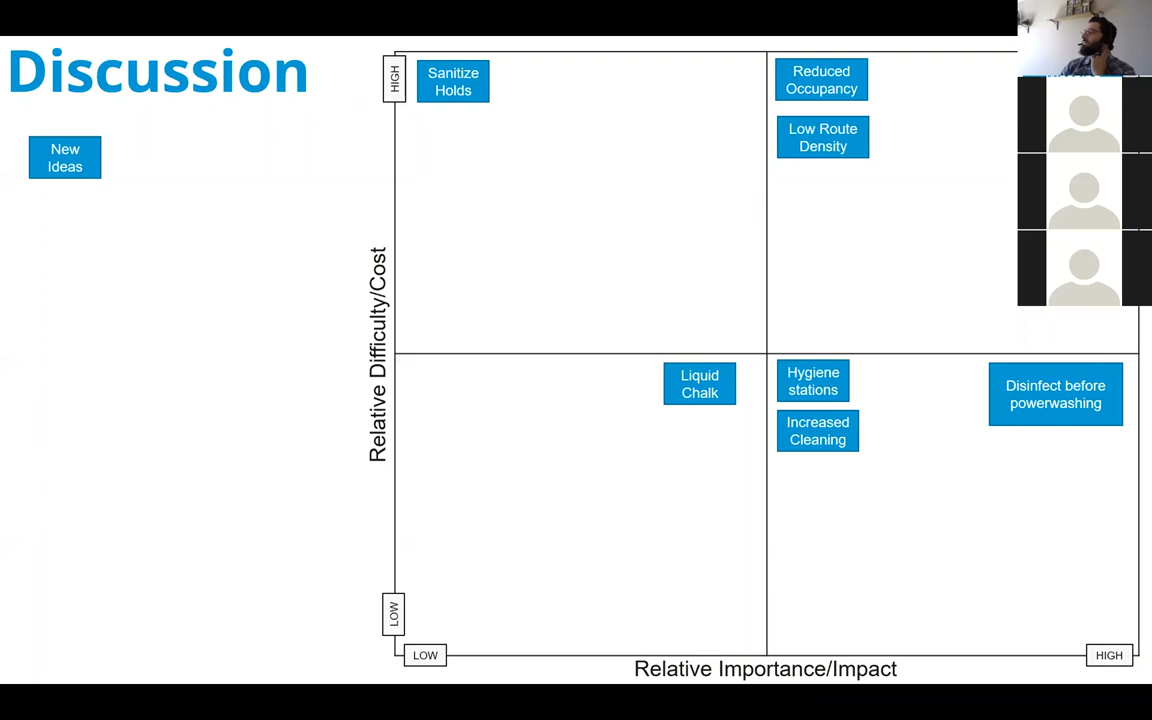 Discussion
New
Ideas
HIGH
Sanitize
Holds
Reduced
Occupancy
Low Route
Density
Relative Difficulty/Cost
Liquid
Chalk
Hygiene
stations
Increased
Cleaning
Disinfect before
powerwashing
LOW
LOW
HIGH
Relative Importance/Impact